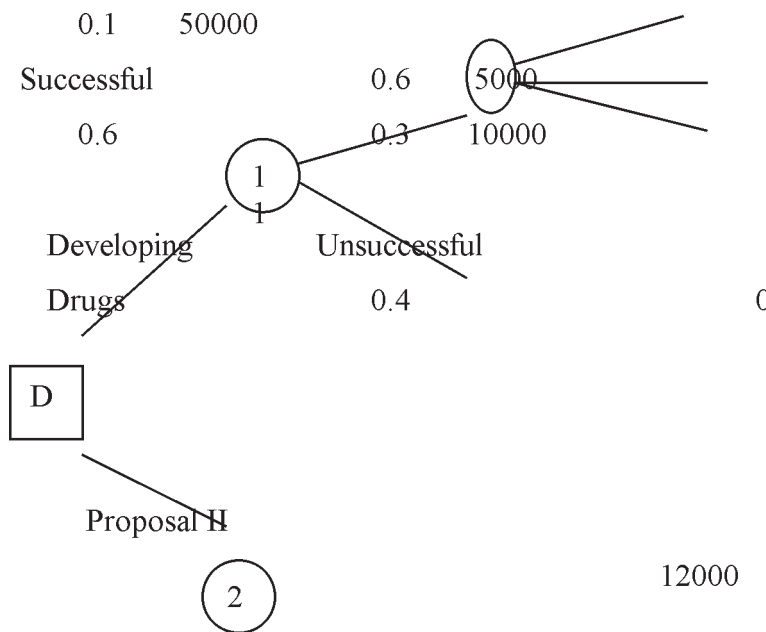 0.1 50000
Successful 0.6 5000
0.6 0.3 10000
1
1
Developing Unsuccessful
Drugs 0.4 0
D
Proposal II
12000
2